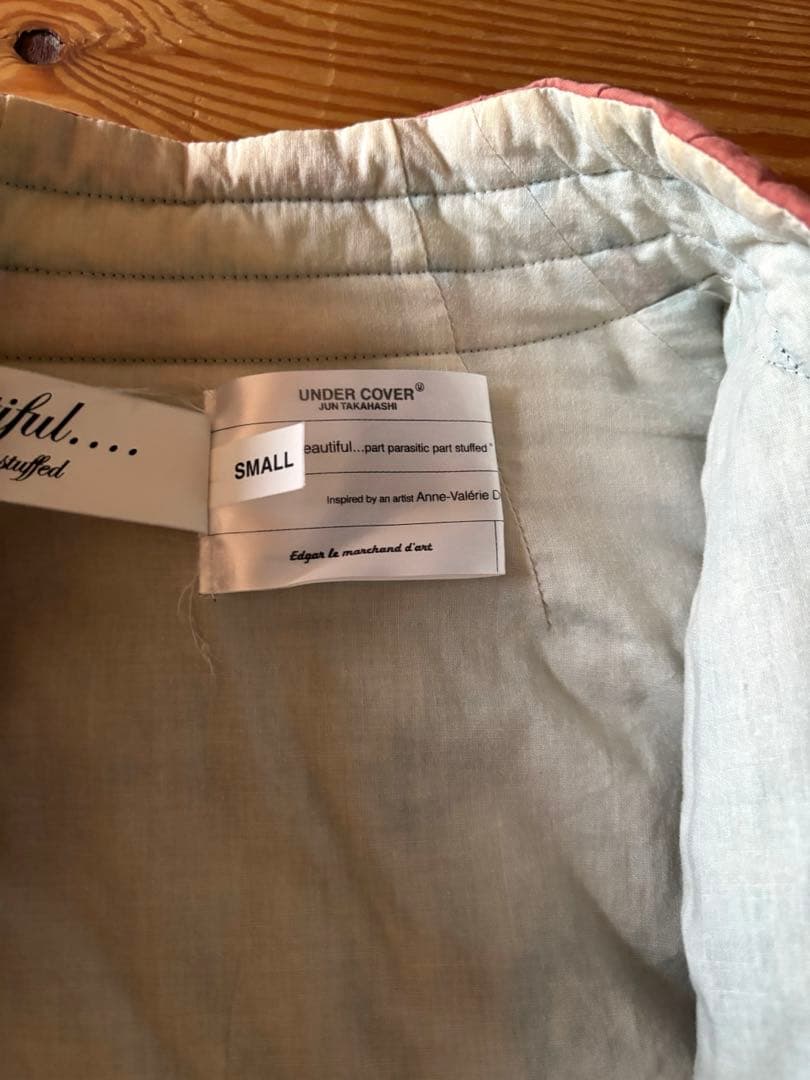 UNDER COVER®
JUN TAKAHASHI
eautiful...part parasitic part stuffed"
SMALL
Inspired by an artist Anne-Valérie D
Edgar le marchand d'art
iful....
stuffed